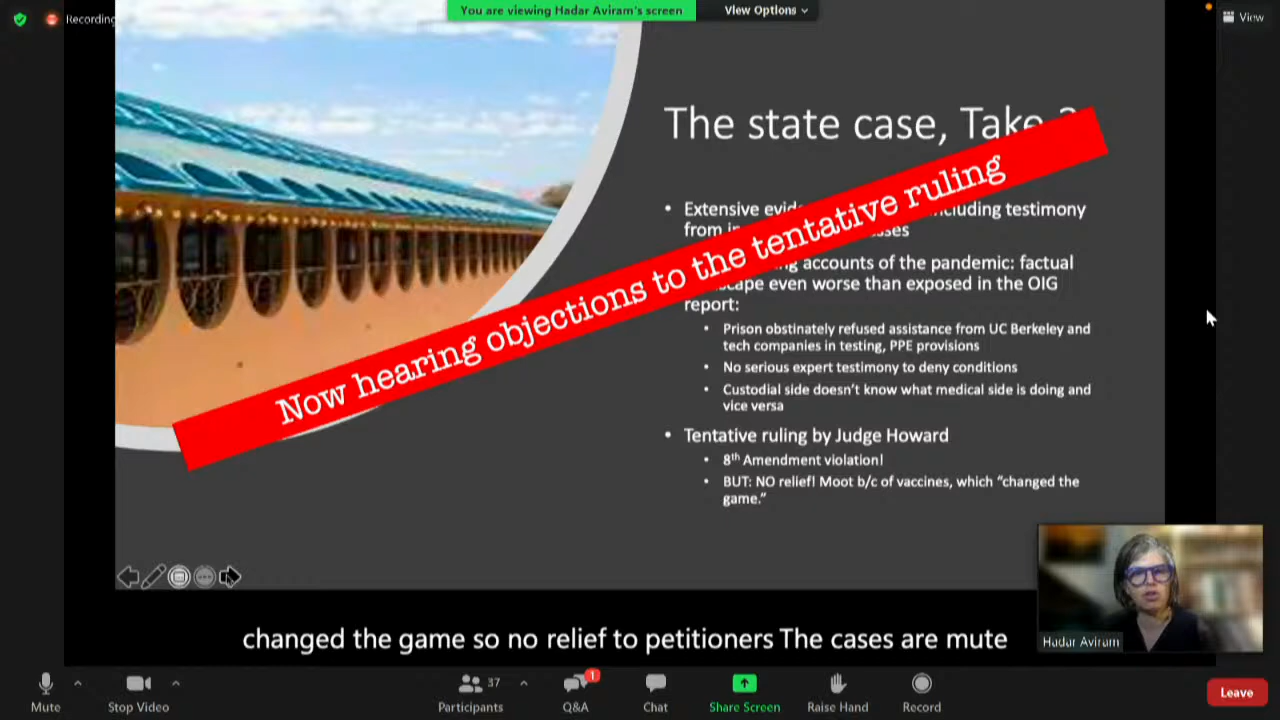 Recording
You are viewing Hadar Aviram's screen
View Options
View
The state case, Take
Now hearing objections to the tentative ruling
• Extensive including testimony
from
accounts of the pandemic: factual
even worse than exposed in the OIG
report:
• Prison obstinately refused assistance from UC Berkeley and
tech companies in testing, PPE provisions
• No serious expert testimony to deny conditions
• Custodial side doesn't know what medical side is doing and
vice versa
• Tentative ruling by Judge Howard
• 8th Amendment violation!
• BUT: NO relief! Moot b/c of vaccines, which "changed the
game."
Hadar Aviram
changed the game so no relief to petitioners The cases are mute
37
1
Mute
Stop Video
Participants
Q&A
Chat
Share Screen
Raise Hand
Record
Leave